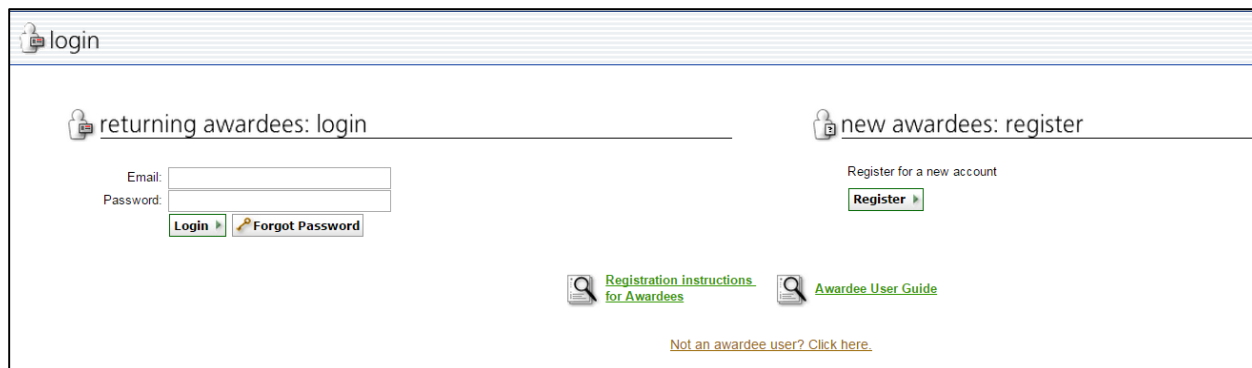 login
returning awardees: login
new awardees: register
Email:
Password:
Login
Forgot Password
Register for a new account
Register
Registration instructions
for Awardees
Awardee User Guide
Not an awardee user? Click here.